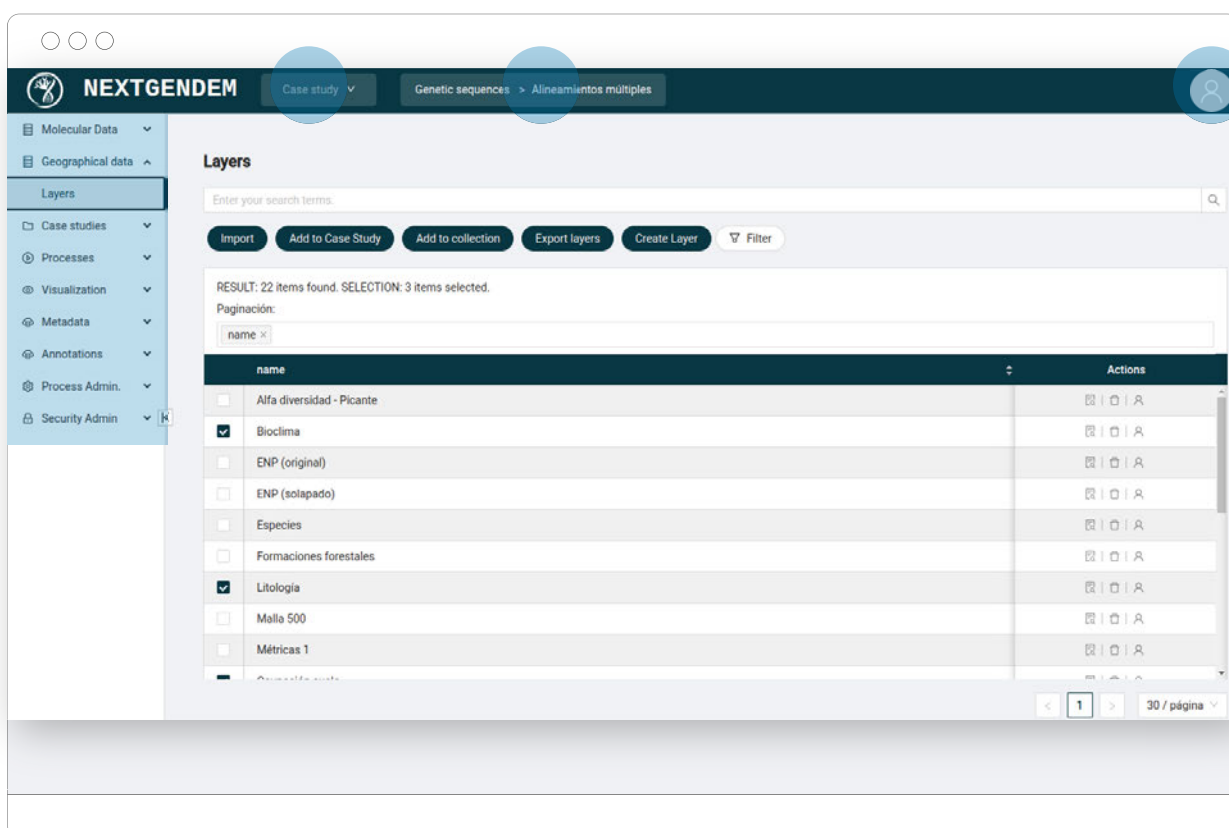 NEXTGENDEM
Case study
Genetic sequences > Alineamientos múltiples
Molecular Data
Geographical data
Layers
Case studies
Processes
Visualization
Metadata
Annotations
Process Admin.
Security Admin
Layers
Enter your search terms.
Import
Add to Case Study
Add to collection
Export layers
Create Layer
Filter
RESULT: 22 items found. SELECTION: 3 items selected.
Paginación:
name ×
name
Actions
Alfa diversidad - Picante
Bioclima
ENP (original)
ENP (solapado)
Especies
Formaciones forestales
Litología
Malla 500
Métricas 1
< 1 > 30 / página